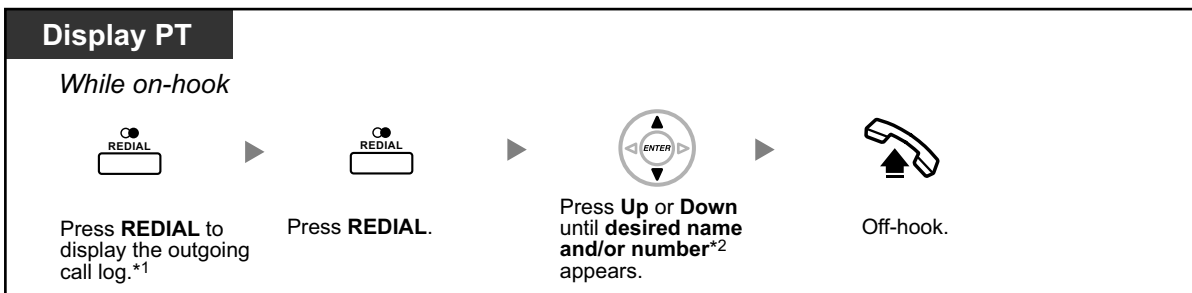 Display PT
While on-hook
REDIAL
REDIAL
ENTER
Press REDIAL to
display the outgoing
call log.*1
Press REDIAL.
Press Up or Down
until desired name
and/or number*2
appears.
Off-hook.